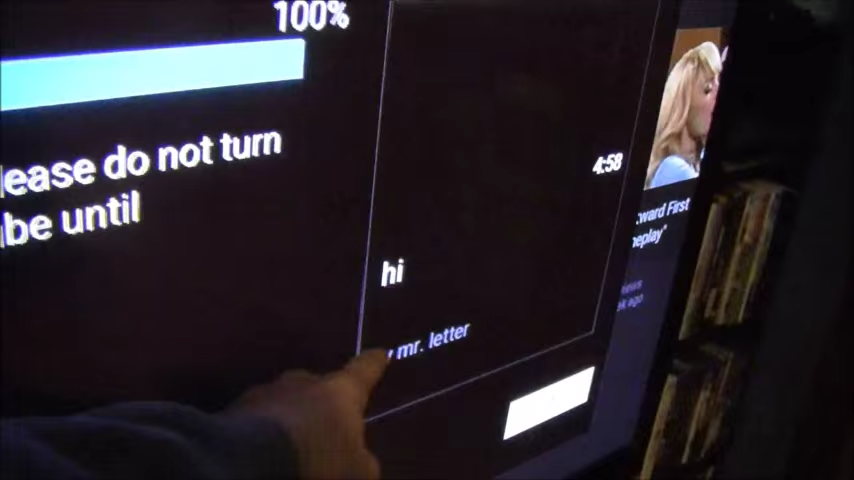 100%
lease do not turn
be until
4:58
hi
mr. letter
ward First
eplay"